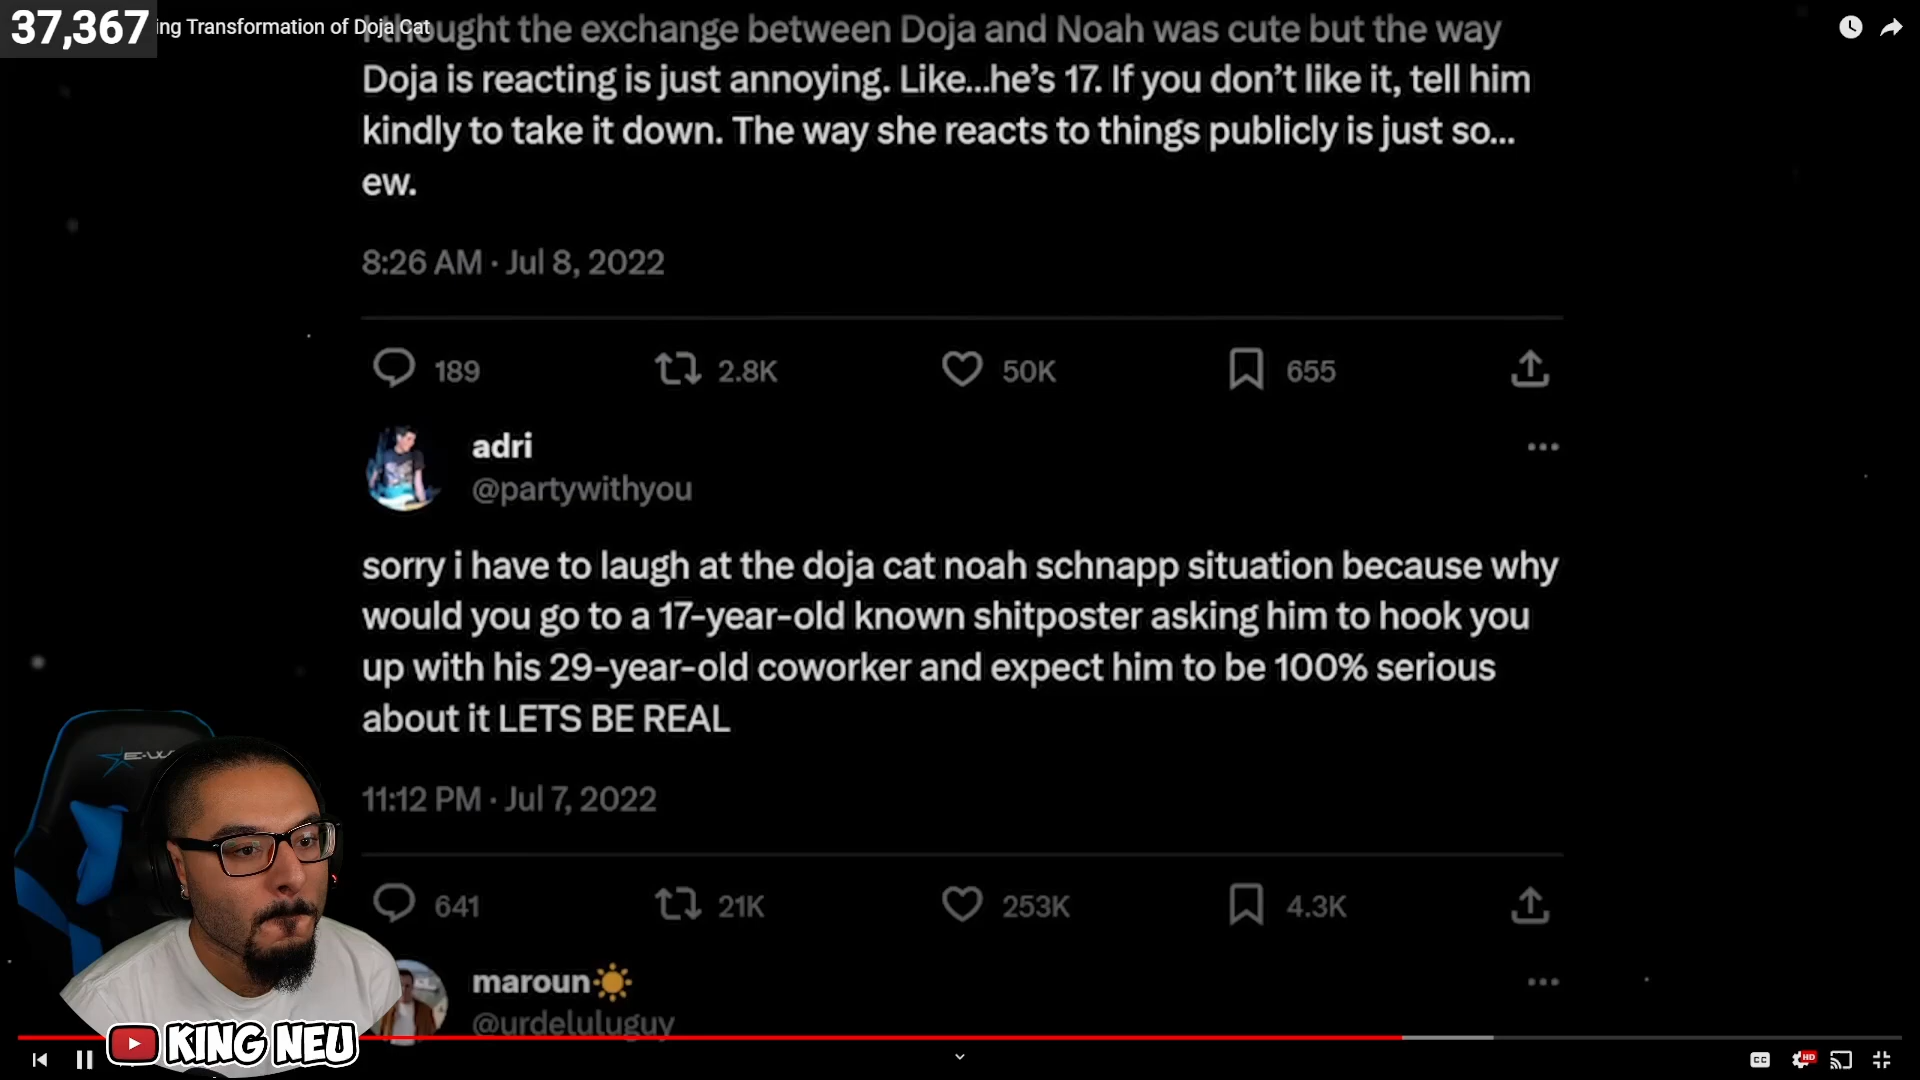 37,367
ing Transformation of Doja Cat
I thought the exchange between Doja and Noah was cute but the way
Doja is reacting is just annoying. Like...he’s 17. If you don’t like it, tell him
kindly to take it down. The way she reacts to things publicly is just so...
ew.
8:26 AM · Jul 8, 2022
189 2.8K 50K 655
adri
@partywithyou
sorry i have to laugh at the doja cat noah schnapp situation because why
would you go to a 17-year-old known shitposter asking him to hook you
up with his 29-year-old coworker and expect him to be 100% serious
about it LETS BE REAL
11:12 PM · Jul 7, 2022
641 21K 253K 4.3K
maroun☀️
@urdeluluguy
KING NEU
CC HD